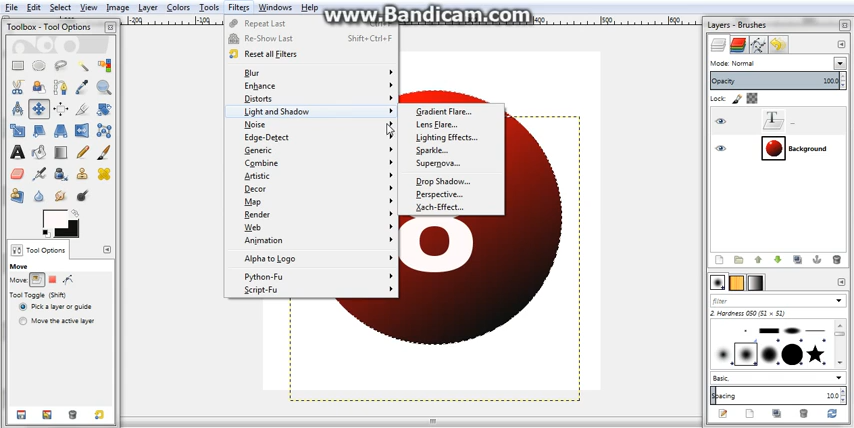 File Edit Select View Image Layer Colors Tools Filters Windows Help
www.Bandicam.com
Toolbox - Tool Options
Repeat Last Ctrl+F
Re-Show Last Shift+Ctrl+F
Reset all Filters
Blur
Enhance
Distorts
Light and Shadow
Noise
Edge-Detect
Generic
Combine
Artistic
Decor
Map
Render
Web
Animation
Alpha to Logo
Python-Fu
Script-Fu
Gradient Flare...
Lens Flare...
Lighting Effects...
Sparkle...
Supernova...
Drop Shadow...
Perspective...
Xach-Effect...
8
Tool Options
Move
Move:
Tool Toggle (Shift)
Pick a layer or guide
Move the active layer
Layers - Brushes
Mode: Normal
Opacity 100.0
Lock:
Background
filter
2. Hardness 050 (51 × 51)
Basic,
Spacing 10.0